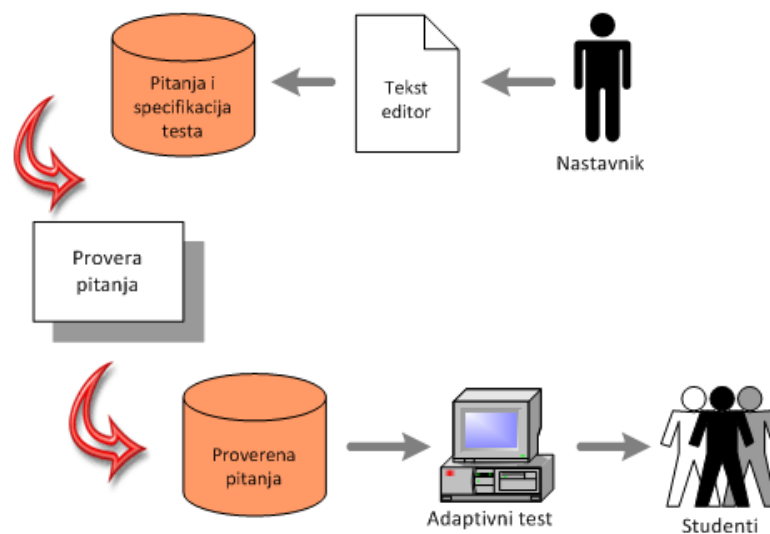 Pitanja i
specifikacija
testa
Tekst
editor
Nastavnik
Provera
pitanja
Proverena
pitanja
Adaptivni test
Studenti